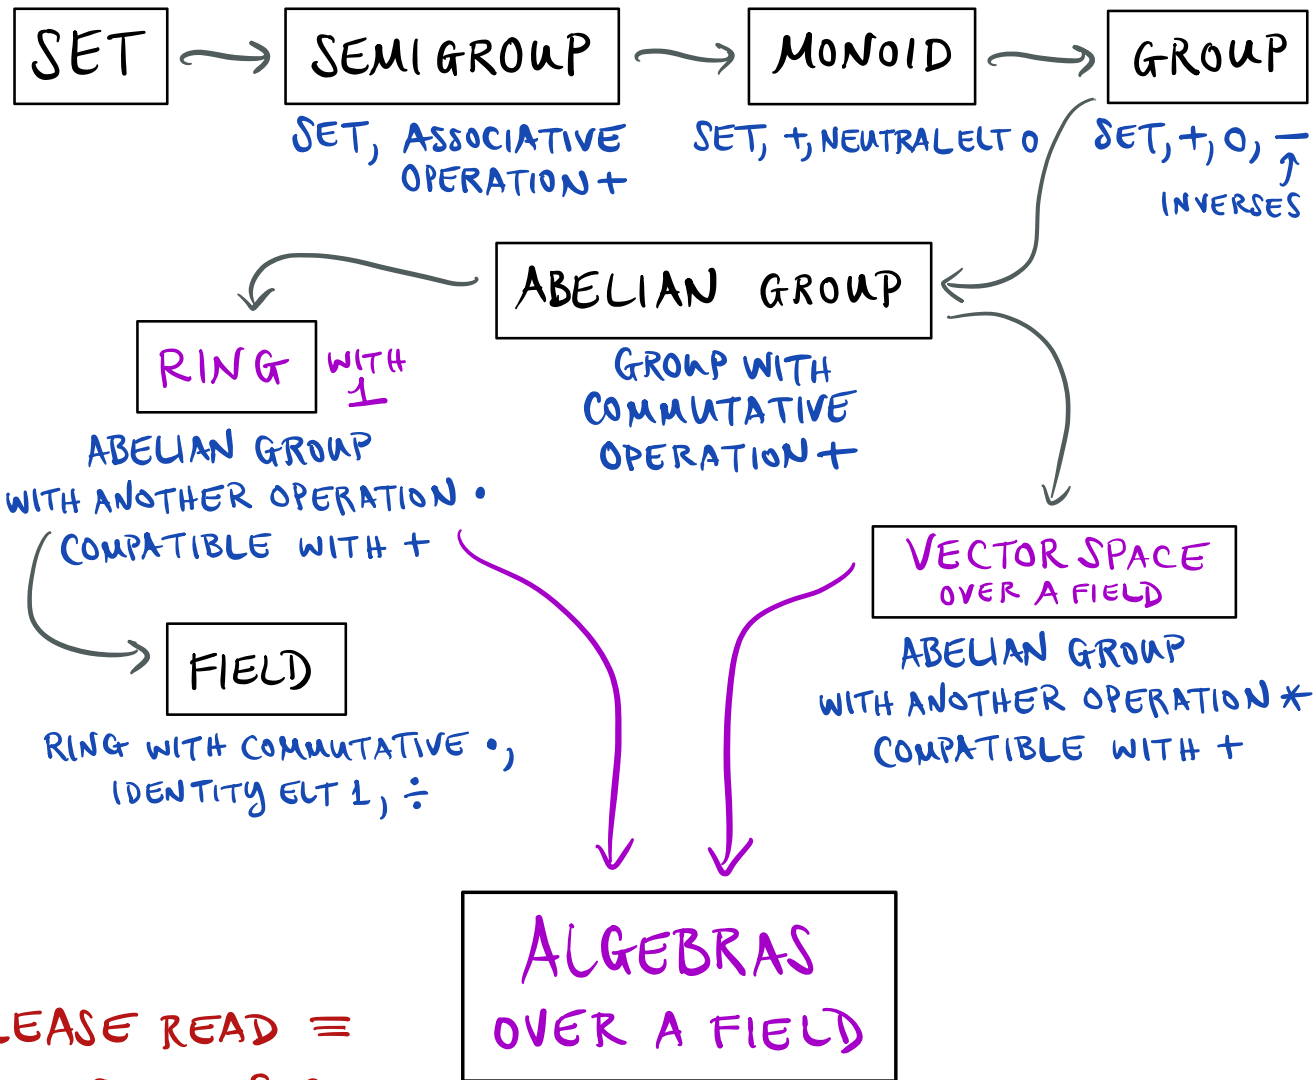 SET
SEMIGROUP
MONOID
GROUP
SET, ASSOCIATIVE
OPERATION +
SET, +, NEUTRAL ELT 0
SET, +, 0, −
INVERSES
ABELIAN GROUP
GROUP WITH
COMMUTATIVE
OPERATION +
RING WITH
1
ABELIAN GROUP
WITH ANOTHER OPERATION •
COMPATIBLE WITH +
VECTOR SPACE
OVER A FIELD
ABELIAN GROUP
WITH ANOTHER OPERATION *
COMPATIBLE WITH +
FIELD
RING WITH COMMUTATIVE •,
IDENTITY ELT 1, ÷
ALGEBRAS
OVER A FIELD
LEASE READ ≡